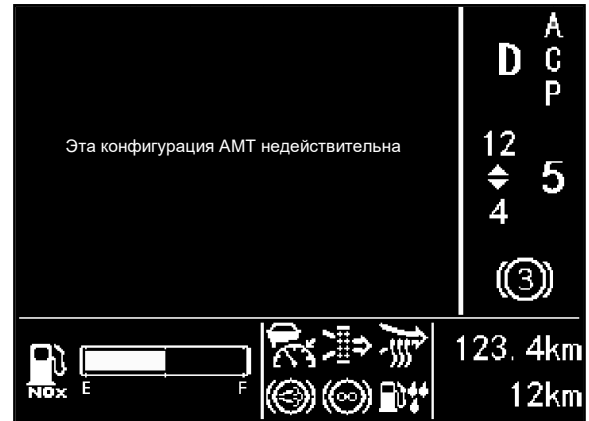 A
D C
P
Эта конфигурация АМТ недействительна
12
5
4
3
NOx E F
123.4km
12km